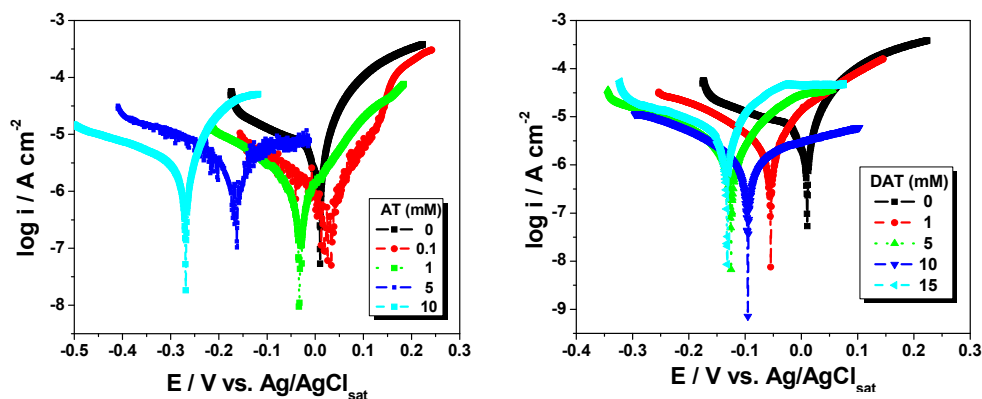 log i / A cm⁻²
-3
-4
-5
-6
-7
-8
-0.5 -0.4 -0.3 -0.2 -0.1 0.0 0.1 0.2 0.3
E / V vs. Ag/AgCl_sat
AT (mM)
0
0.1
1
5
10
log i / A cm⁻²
-3
-4
-5
-6
-7
-8
-9
-0.4 -0.3 -0.2 -0.1 0.0 0.1 0.2 0.3
E / V vs. Ag/AgCl_sat
DAT (mM)
0
1
5
10
15